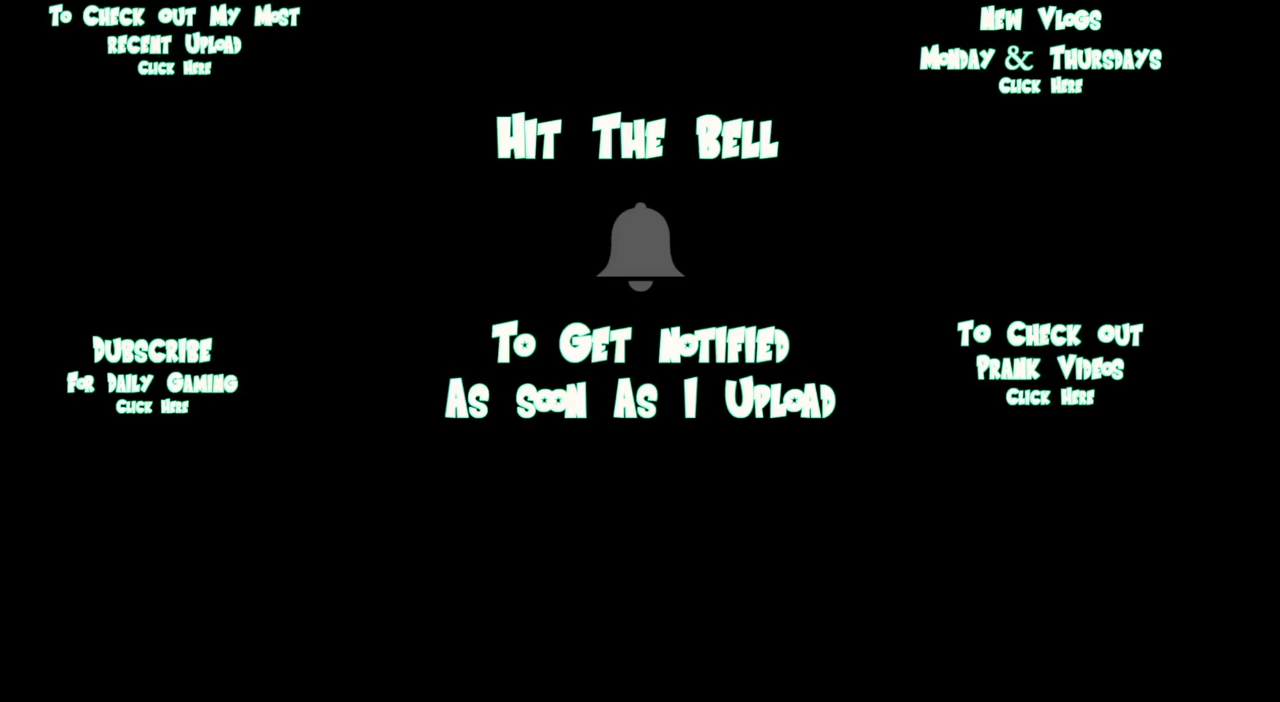 To Check out My Most
recent Upload
Click Here
New Vlogs
Monday & Thursdays
Click Here
Hit The Bell
To Get notified
As soon As I Upload
Dubscribe
For Daily Gaming
Click Here
To Check out
Prank Videos
Click Here